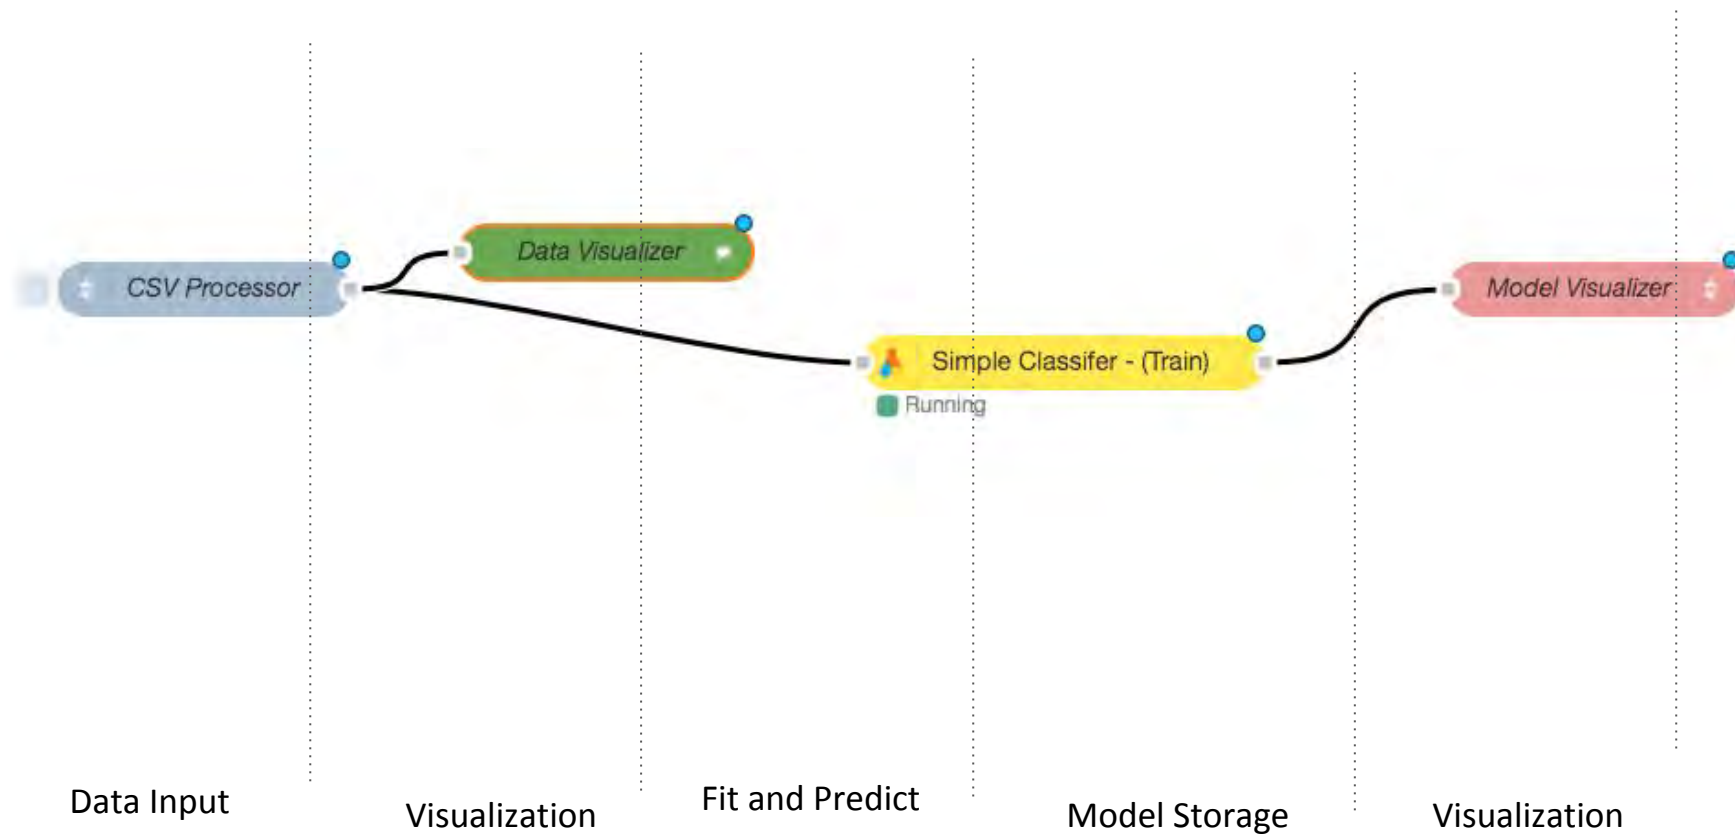 Data Visualizer
CSV Processor
Model Visualizer
Simple Classifer - (Train)
Running
Data Input
Visualization
Fit and Predict
Model Storage
Visualization